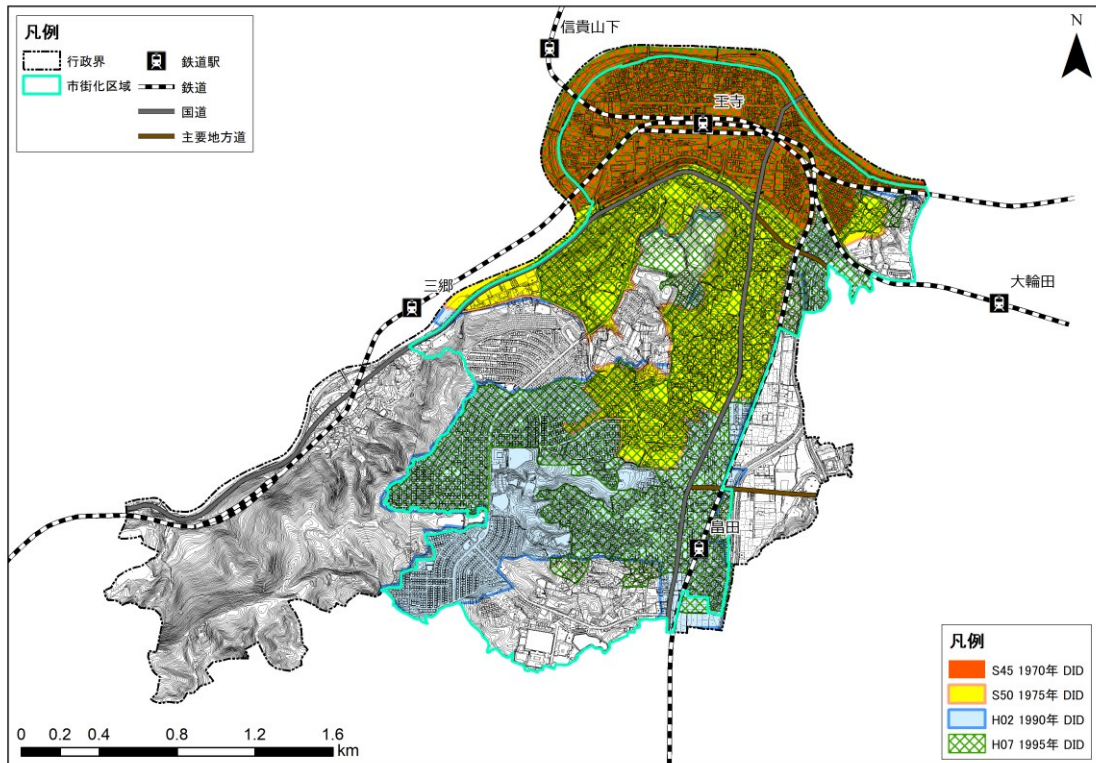 凡例
行政界
市街化区域
鉄道駅
鉄道
国道
主要地方道
信貴山下
N
王寺
三郷
大輪田
畠田
0 0.2 0.4 0.8 1.2 1.6
km
凡例
S45 1970年 DID
S50 1975年 DID
H02 1990年 DID
H07 1995年 DID